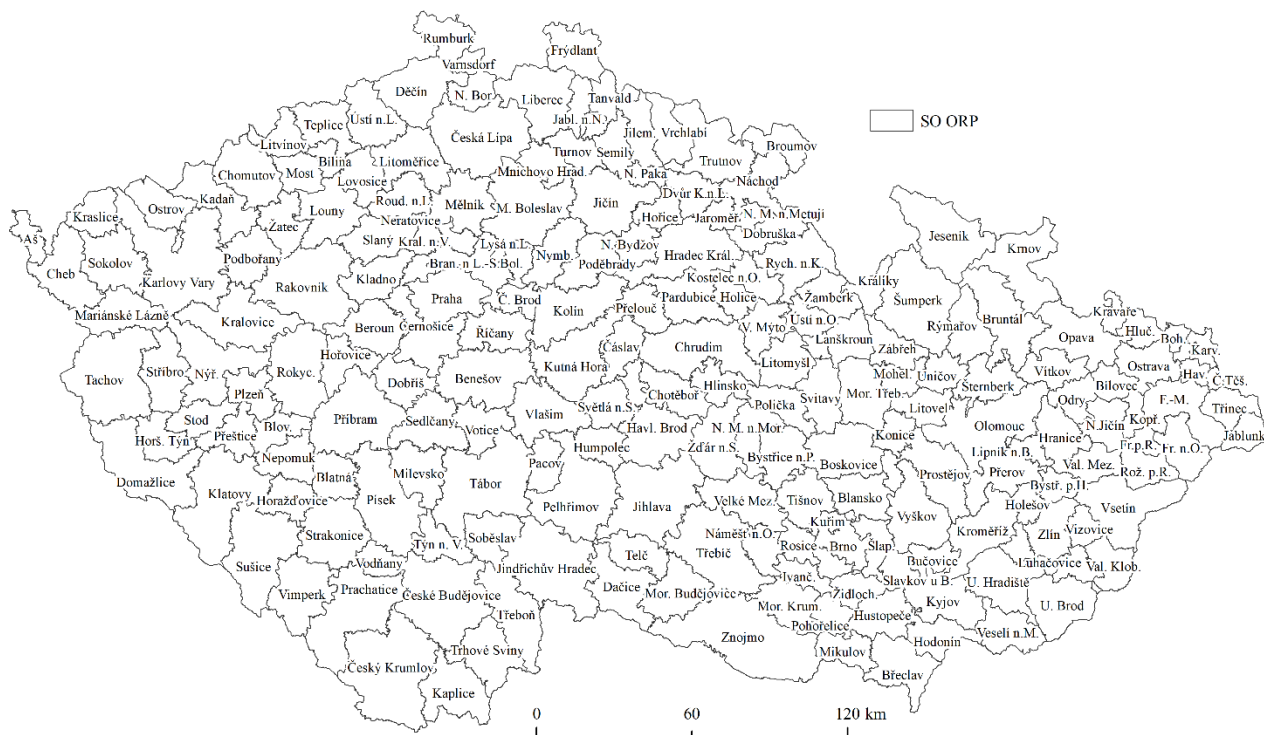 Rumburk
Frýdlant
Varnsdorf
Děčín
N. Bor
Liberec
Tanvald
Ústí n.L.
Teplice
Jabl. n.N.
Česká Lípa
Jilem.
Vrchlabí
Litvínov
Turnov
Semily
Trutnov
Broumov
Bílina
Litoměřice
Chomutov
Most
Mnichovo Hrad.
N. Paka
Lovosice
Náchod
Kadaň
Roud. n.L.
Dvůr K.n.L.
Ostrov
Louny
Mělník
M. Boleslav
Jičín
Kraslice
Neratovice
Hořice
Jaroměř
N. M. n.Metují
Žatec
Dobruška
Aš
Slaný
Kral. n.V.
Lysá n.L.
N. Bydžov
Jeseník
Krnov
Nymb.
Hradec Král.
Sokolov
Podbořany
Bran. n L.-S.Bol.
Poděbrady
Rych. n.K.
Cheb
Karlovy Vary
Rakovník
Kladno
Kostelec n.O.
Králíky
Praha
Č. Brod
Pardubice
Holice
Žamberk
Šumperk
Mariánské Lázně
Kolín
Přelouč
Kravaře
Kralovice
Beroun
Černošice
Říčany
V. Mýto
Ústí n.O.
Rýmařov
Bruntál
Hluč.
Opava
Boh.
Lanškroun
Čáslav
Chrudim
Zábřeh
Karv.
Hořovice
Kutná Hora
Litomyšl
Ostrava
Stříbro
Nýř.
Rokyc.
Mohel.
Uničov
Vítkov
Hav.
Tachov
Dobříš
Benešov
Hlinsko
Šternberk
Bílovec
Č.Těš.
Plzeň
Chotěboř
Svitavy
Mor. Třeb.
Odry
F.-M.
Vlašim
Světlá n.S.
Polička
Litovel
Třinec
Stod
Příbram
Sedlčany
Kopř.
Přeštice
Blov.
Votice
Havl. Brod
N. M. n.Mor.
Olomouc
N.Jičín
Horš. Týn
Konice
Hranice
Jablunk.
Humpolec
Žďár n.S.
Fr.p.R.
Fr. n.O.
Nepomuk
Bystřice n.P.
Lipník n.B.
Pacov
Boskovice
Val. Mez.
Domažlice
Blatná
Milevsko
Prostějov
Přerov
Rož. p.R.
Klatovy
Tábor
Bystř. p.H.
Horažďovice
Písek
Pelhřimov
Jihlava
Velké Mez.
Tišnov
Blansko
Holešov
Vsetín
Vyškov
Kuřim
Strakonice
Soběslav
Náměšť n.O.
Kroměříž
Zlín
Vizovice
Týn n. V.
Rosice
Brno
Šlap.
Telč
Třebíč
Vodňany
Bučovice
Luhačovice
Sušice
Jindřichův Hradec
Val. Klob.
Ivanč.
Slavkov u B.
U. Hradiště
Prachatice
Dačice
Vimperk
České Budějovice
Mor. Budějovice
Židloch.
Kyjov
Mor. Krum.
U. Brod
Třeboň
Hustopeče
Pohořelice
Veselí n.M.
Znojmo
Hodonín
Trhové Sviny
Mikulov
Český Krumlov
Břeclav
Kaplice
SO ORP
0
60
120 km